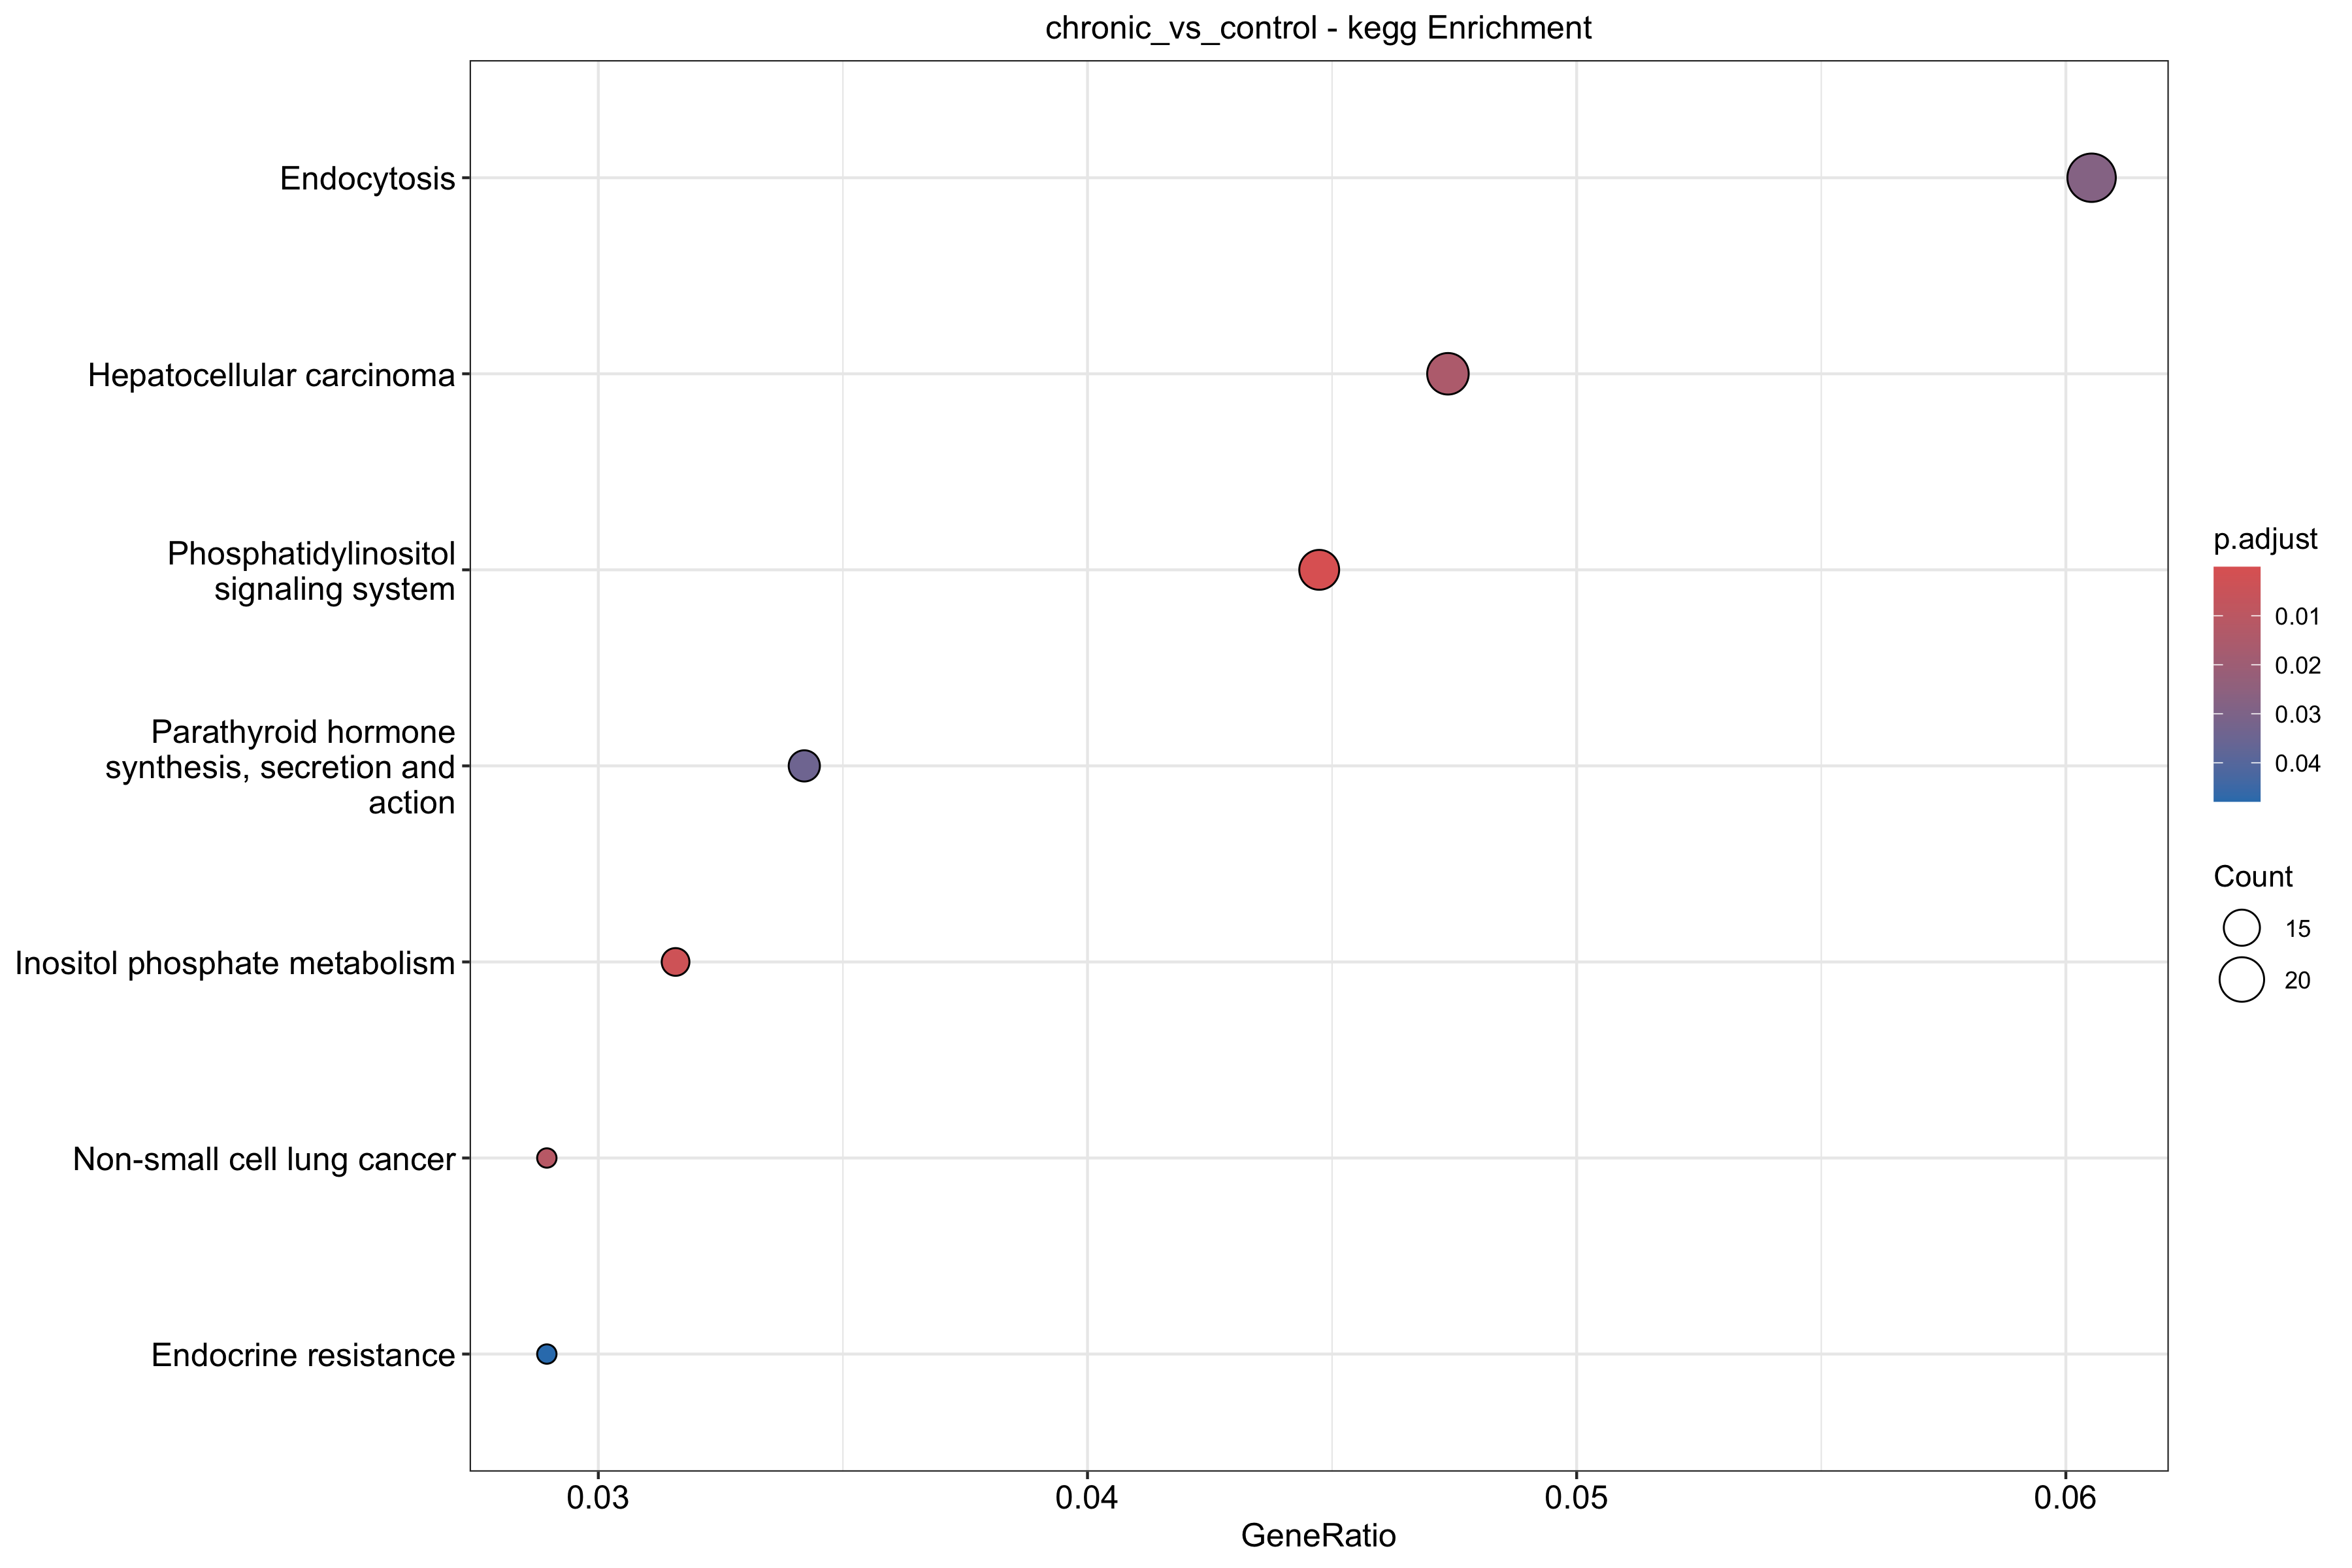 chronic_vs_control - kegg Enrichment
Endocytosis
Hepatocellular carcinoma
Phosphatidylinositol
signaling system
Parathyroid hormone
synthesis, secretion and
action
Inositol phosphate metabolism
Non-small cell lung cancer
Endocrine resistance
0.03
0.04
0.05
0.06
GeneRatio
p.adjust
0.01
0.02
0.03
0.04
Count
15
20